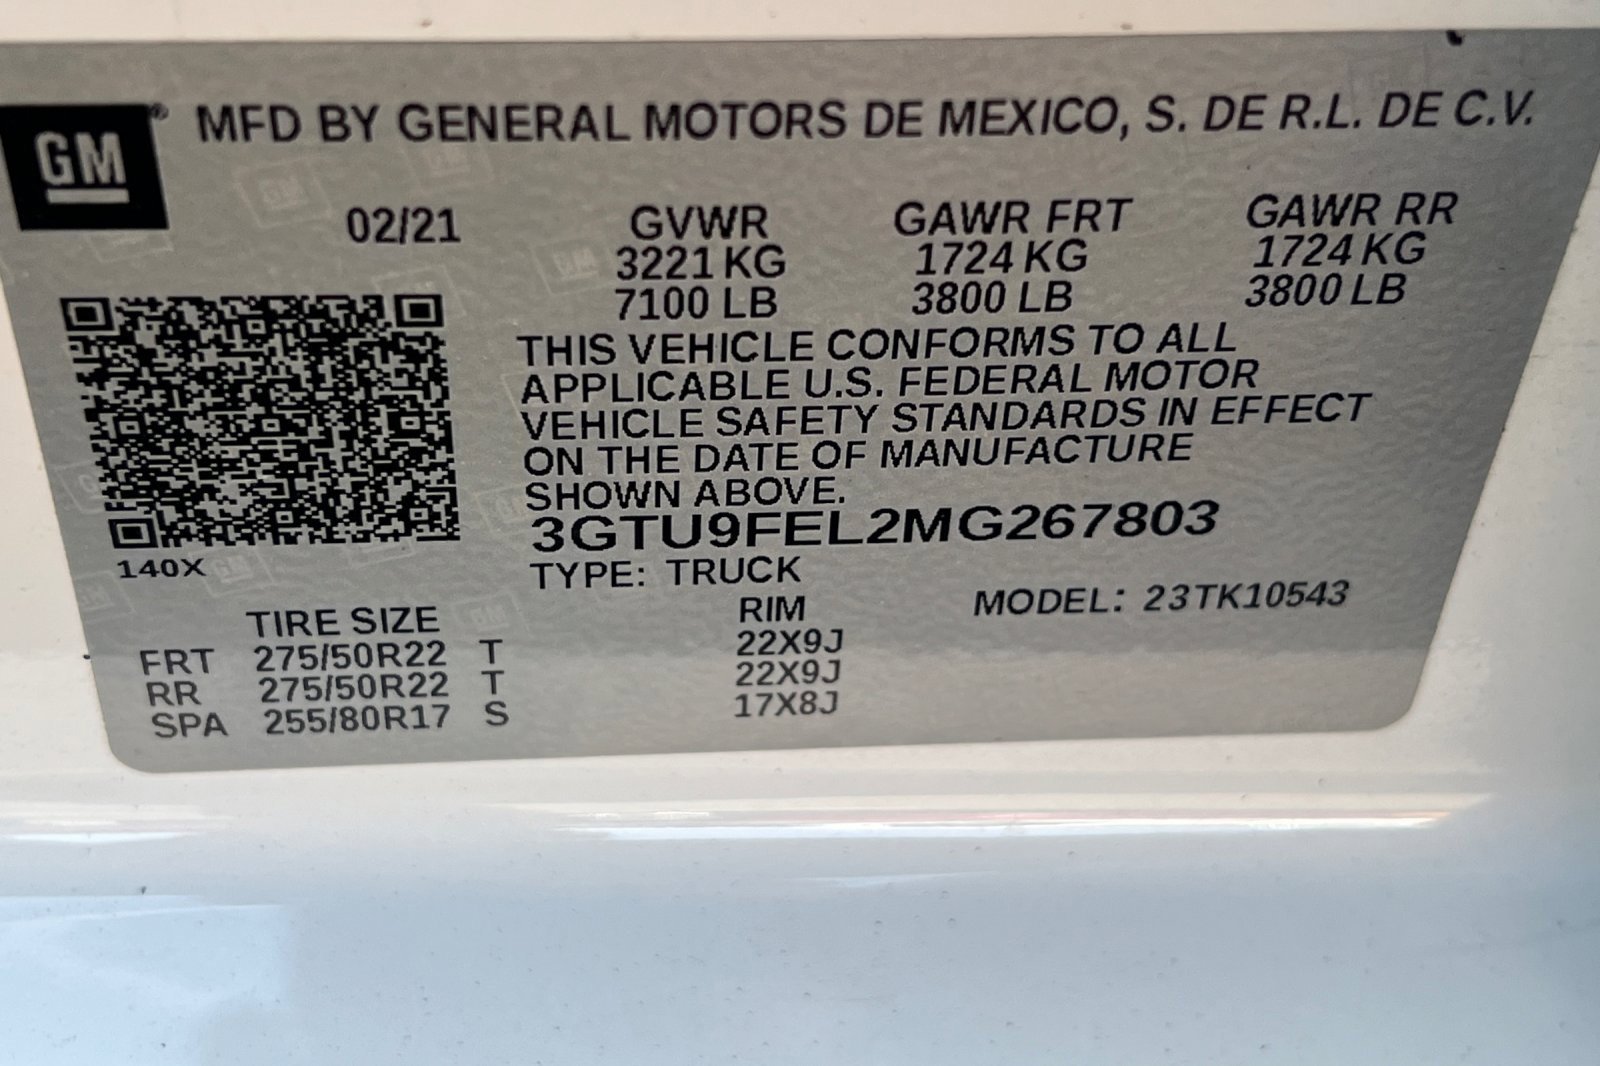 GM® MFD BY GENERAL MOTORS DE MEXICO, S. DE R.L. DE C.V.
02/21 GVWR GAWR FRT GAWR RR
3221 KG 1724 KG 1724 KG
7100 LB 3800 LB 3800 LB
THIS VEHICLE CONFORMS TO ALL
APPLICABLE U.S. FEDERAL MOTOR
VEHICLE SAFETY STANDARDS IN EFFECT
ON THE DATE OF MANUFACTURE
SHOWN ABOVE.
3GTU9FEL2MG267803
140X TYPE: TRUCK
TIRE SIZE RIM MODEL: 23TK10543
FRT 275/50R22 T 22X9J
RR 275/50R22 T 22X9J
SPA 255/80R17 S 17X8J